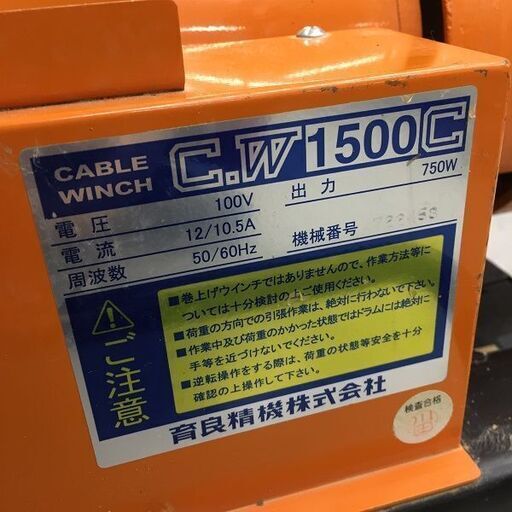 CABLE WINCH C.W 1500C
電圧 100V
電流 12/10.5A
周波数 50/60Hz
出力 750W
機械番号
ご注意
■巻上げウインチではありませんので、作業方法等に
ついては十分検討の上ご使用ください。
■荷重の方向での引張作業は、絶対に行わないで下さい。
■作業中及び荷重のかかった状態ではドラムには絶対に
手等を近づけないでください。
■逆転操作をする際は、荷重の状態等安全を十分
確認の上操作して下さい。
育良精機株式会社
検査合格